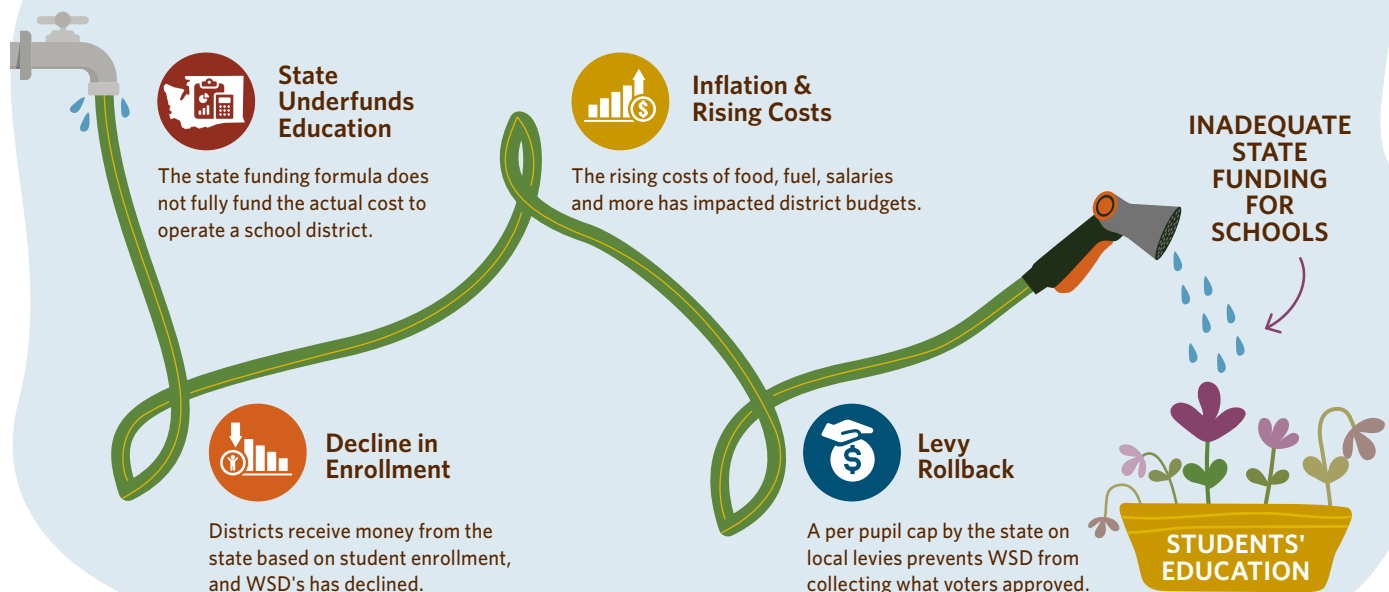 State
Underfunds
Education
The state funding formula does
not fully fund the actual cost to
operate a school district.
Inflation &
Rising Costs
The rising costs of food, fuel, salaries
and more has impacted district budgets.
INADEQUATE
STATE
FUNDING
FOR
SCHOOLS
Decline in
Enrollment
Districts receive money from the
state based on student enrollment,
and WSD's has declined.
$
Levy
Rollback
A per pupil cap by the state on
local levies prevents WSD from
collecting what voters approved.
$
STUDENTS'
EDUCATION